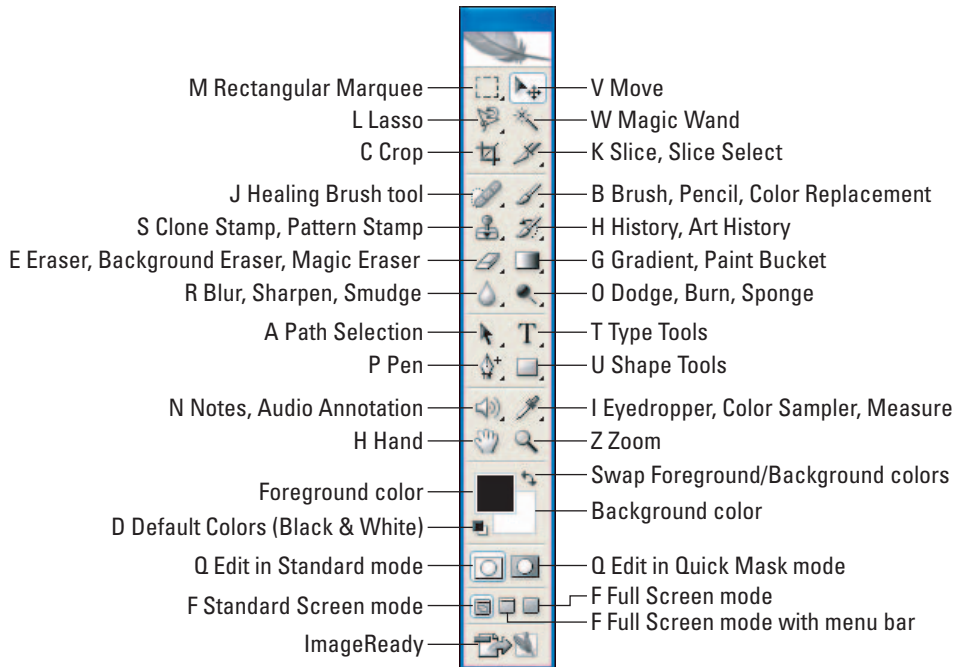 M Rectangular Marquee
V Move
L Lasso
W Magic Wand
C Crop
K Slice, Slice Select
J Healing Brush tool
B Brush, Pencil, Color Replacement
S Clone Stamp, Pattern Stamp
H History, Art History
E Eraser, Background Eraser, Magic Eraser
G Gradient, Paint Bucket
R Blur, Sharpen, Smudge
O Dodge, Burn, Sponge
A Path Selection
T Type Tools
P Pen
U Shape Tools
N Notes, Audio Annotation
I Eyedropper, Color Sampler, Measure
H Hand
Z Zoom
Swap Foreground/Background colors
Foreground color
Background color
D Default Colors (Black & White)
Q Edit in Standard mode
Q Edit in Quick Mask mode
F Standard Screen mode
F Full Screen mode
F Full Screen mode with menu bar
ImageReady